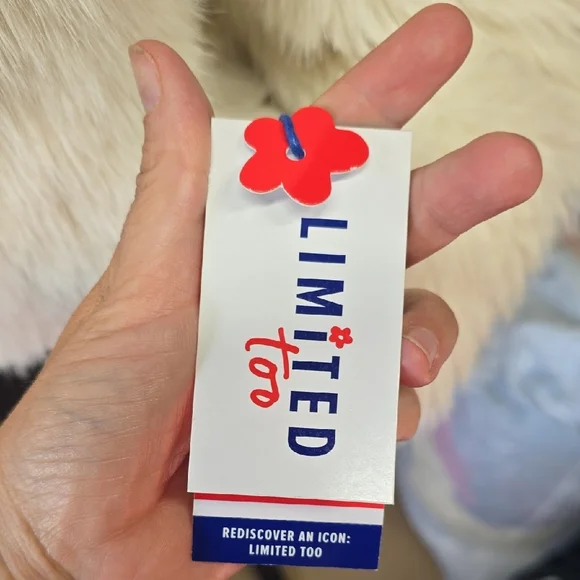 LIMITED
too
REDISCOVER AN ICON:
LIMITED TOO